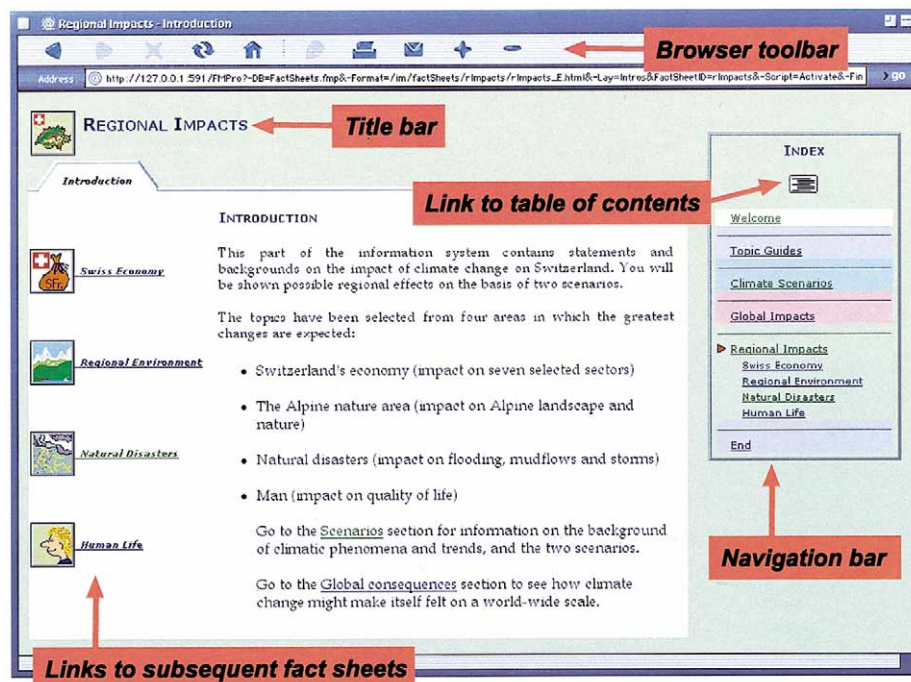 Regional Impacts - Introduction
Browser toolbar
Address
http://127.0.0.1:591/FMPro?-DB=FactSheets.fmp&-Format=/im/factSheets/rImpacts/rImpacts_E.html&-Lay=Intros&FactSheetID=rImpacts&-Script=Activate&-Fin
go
REGIONAL IMPACTS
Title bar
Introduction
INDEX
Link to table of contents
INTRODUCTION
This part of the information system contains statements and
backgrounds on the impact of climate change on Switzerland. You will
be shown possible regional effects on the basis of two scenarios.
The topics have been selected from four areas in which the greatest
changes are expected:
• Switzerland's economy (impact on seven selected sectors)
• The Alpine nature area (impact on Alpine landscape and
nature)
• Natural disasters (impact on flooding, mudflows and storms)
• Man (impact on quality of life)
Go to the Scenarios section for information on the background
of climatic phenomena and trends, and the two scenarios.
Go to the Global consequences section to see how climate
change might make itself felt on a world-wide scale.
SFr.
Swiss Economy
Regional Environment
Natural Disasters
Human Life
Welcome
Topic Guides
Climate Scenarios
Global Impacts
Regional Impacts
Swiss Economy
Regional Environment
Natural Disasters
Human Life
End
Navigation bar
Links to subsequent fact sheets